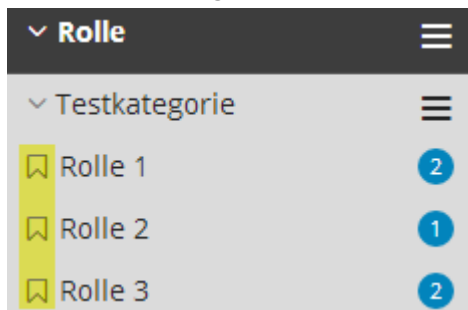 Rolle
Testkategorie
Rolle 1 2
Rolle 2 1
Rolle 3 2